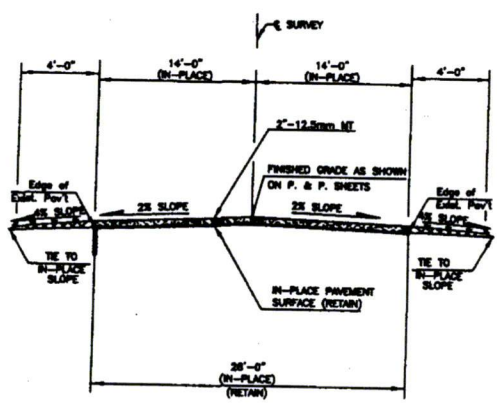 ℄ SURVEY
4'-0"
14'-0"
(IN-PLACE)
14'-0"
(IN-PLACE)
4'-0"
2"-12.5mm MT
FINISHED GRADE AS SHOWN
ON P. & P. SHEETS
Edge of
Exist. Pav't
4% SLOPE
2% SLOPE
2% SLOPE
Edge of
Exist. Pav't
4% SLOPE
TIE TO
IN-PLACE
SLOPE
IN-PLACE PAVEMENT
SURFACE (RETAIN)
TIE TO
IN-PLACE
SLOPE
28'-0"
(IN-PLACE)
(RETAIN)